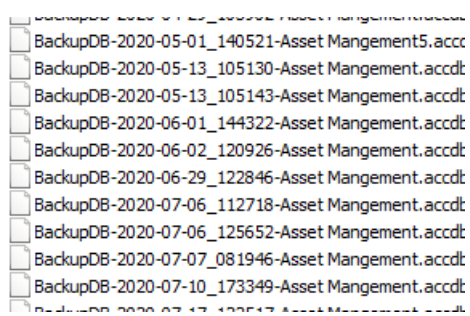 BackupDB-2020-05-01_140521-Asset Mangement5.accd
BackupDB-2020-05-13_105130-Asset Mangement.accdb
BackupDB-2020-05-13_105143-Asset Mangement.accdb
BackupDB-2020-06-01_144322-Asset Mangement.accdb
BackupDB-2020-06-02_120926-Asset Mangement.accdb
BackupDB-2020-06-29_122846-Asset Mangement.accdb
BackupDB-2020-07-06_112718-Asset Mangement.accdb
BackupDB-2020-07-06_125652-Asset Mangement.accdb
BackupDB-2020-07-07_081946-Asset Mangement.accdb
BackupDB-2020-07-10_173349-Asset Mangement.accdb